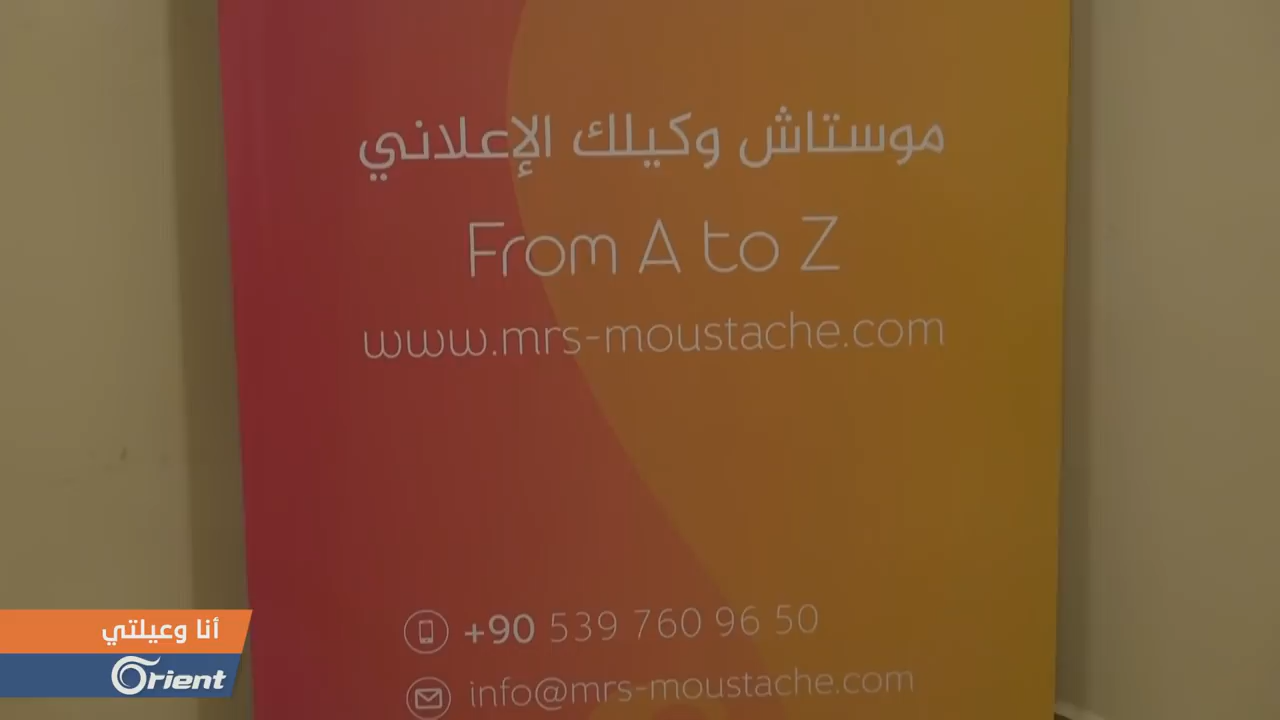 موستاش وكيلك الإعلاني
From A to Z
www.mrs-moustache.com
+90 539 760 96 50
info@mrs-moustache.com
أنا وعيلتي
Orient